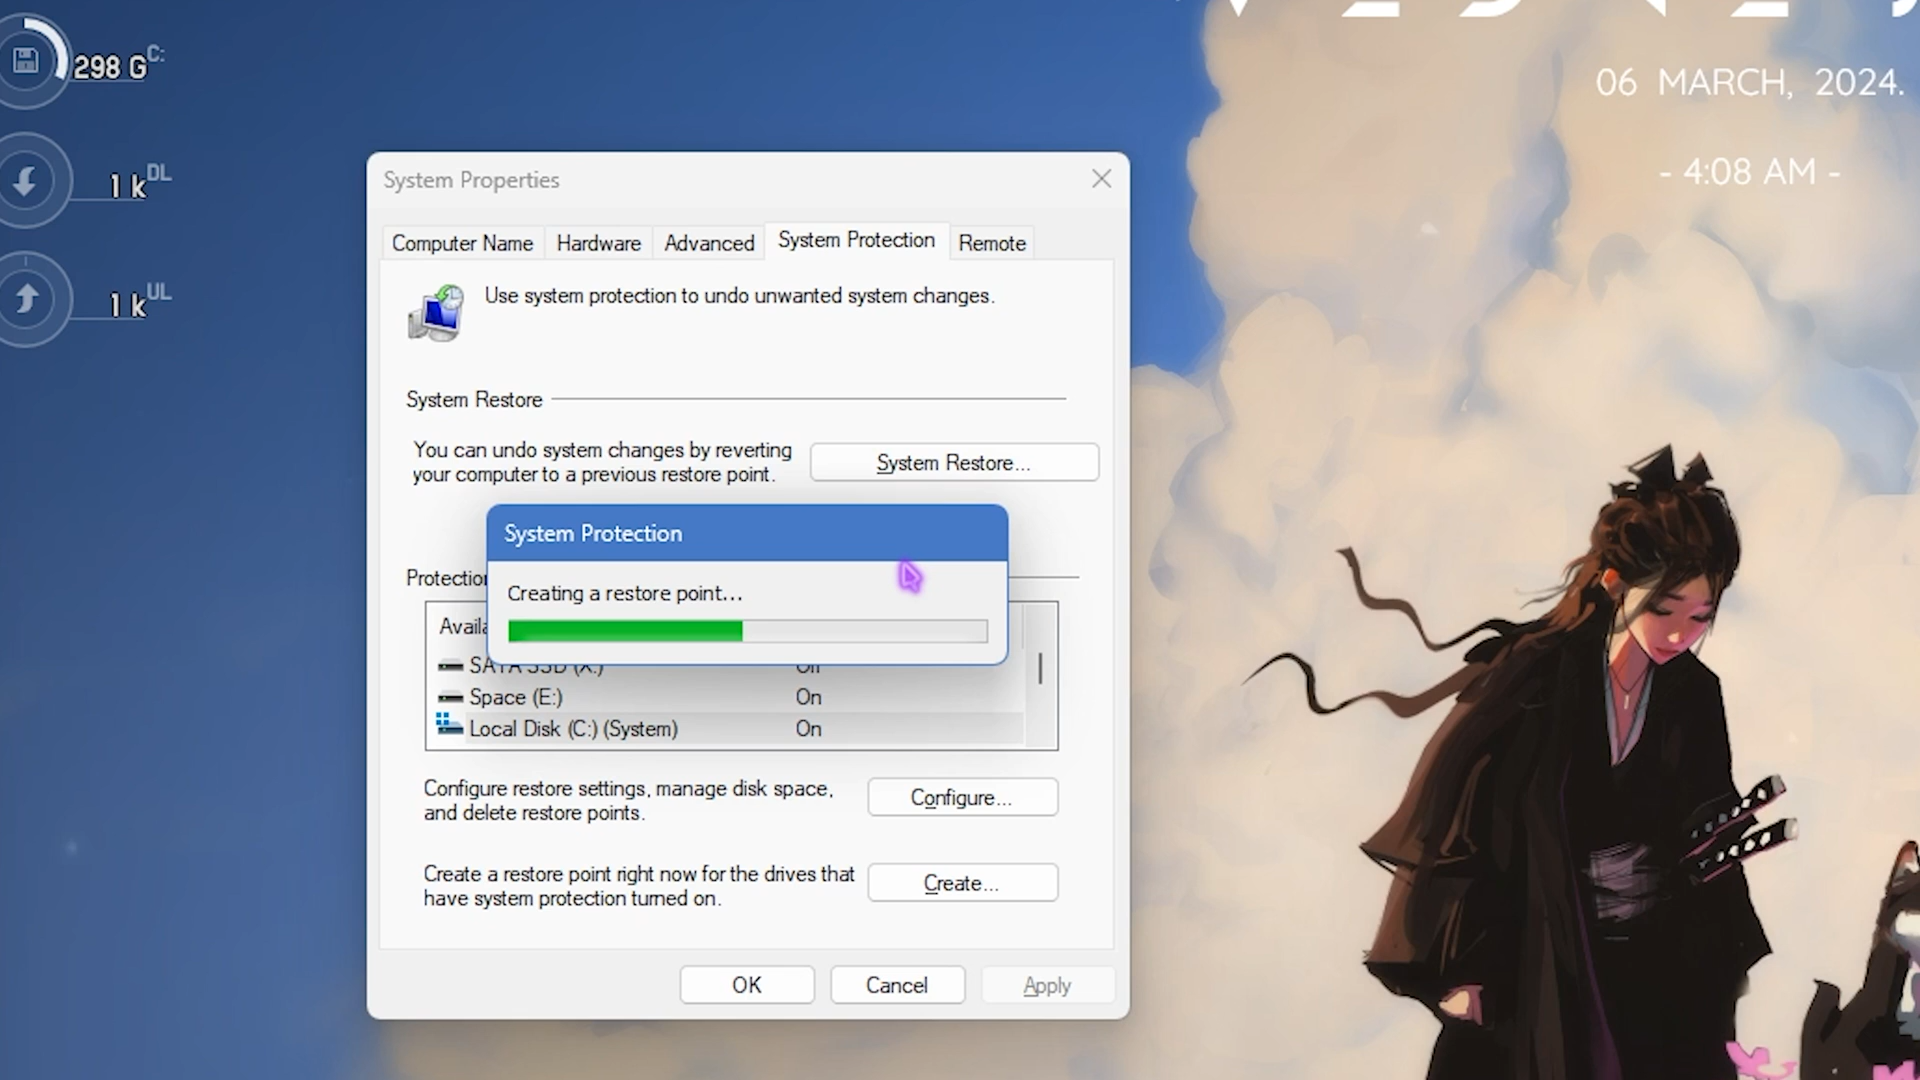 298 G C:
1 k DL
1 k UL
06 MARCH, 2024.
- 4:08 AM -
System Properties
Computer Name
Hardware
Advanced
System Protection
Remote
Use system protection to undo unwanted system changes.
System Restore
You can undo system changes by reverting
your computer to a previous restore point.
System Restore...
System Protection
Creating a restore point...
SATA SSD (X:) Off
Space (E:) On
Local Disk (C:) (System) On
Configure restore settings, manage disk space,
and delete restore points.
Configure...
Create a restore point right now for the drives that
have system protection turned on.
Create...
OK
Cancel
Apply